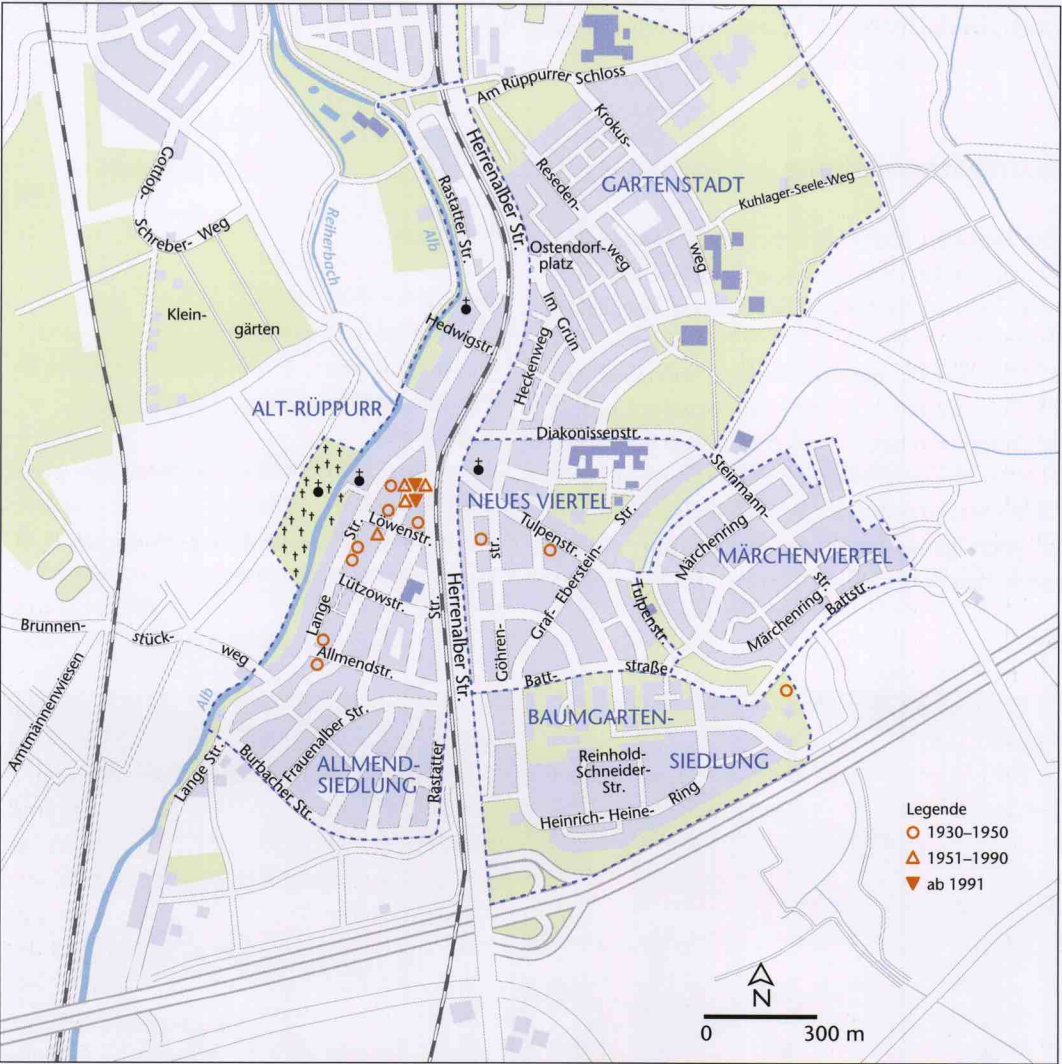 Am Rüppurrer Schloss
Krokus-
weg
Herrenalber Str.
Reseden-
weg
GARTENSTADT
Kuhlager-Seele-Weg
Gottlob-
Schreber- Weg
Rastatter Str.
Alb
Reiherbach
Ostendorf-
platz
Klein-
gärten
Im Grün
Hedwigstr.
Heckenweg
ALT-RÜPPURR
Diakonissenstr.
Steinmann-
str.
NEUES VIERTEL
Tulpenstr.
Graf- Eberstein-
Str.
Märchenring
MÄRCHENVIERTEL
Löwenstr.
Lange
Str.
Lützowstr.
Göhren-
str.
Tulpenstr.
Märchenring
Battstr.
Herrenalber Str.
Rastatter
Str.
Brunnen-
stück-
weg
Allmendstr.
Batt-
straße
Amtmännenwiesen
Alb
BAUMGARTEN-
SIEDLUNG
Frauenalber Str.
Lange Str.
Burbacher Str.
ALLMEND-
SIEDLUNG
Reinhold-
Schneider-
Str.
Heinrich- Heine- Ring
Legende
1930–1950
1951–1990
ab 1991
N
0 300 m